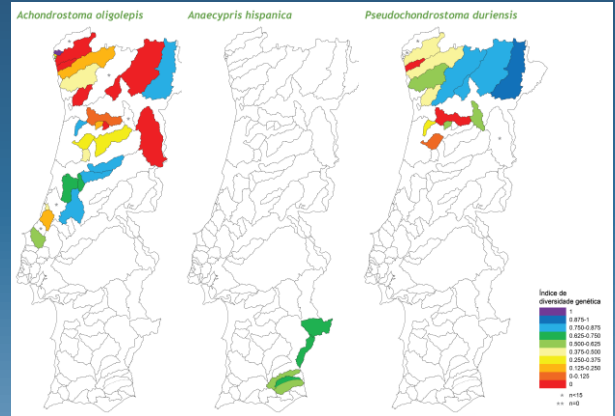 Achondrostoma oligolepis
Anaecypris hispanica
Pseudochondrostoma duriensis
Índice de
diversidade genética
1
0.875-1
0.750-0.875
0.625-0.750
0.500-0.625
0.375-0.500
0.250-0.375
0.125-0.250
0-0.125
0
n<15
n=0